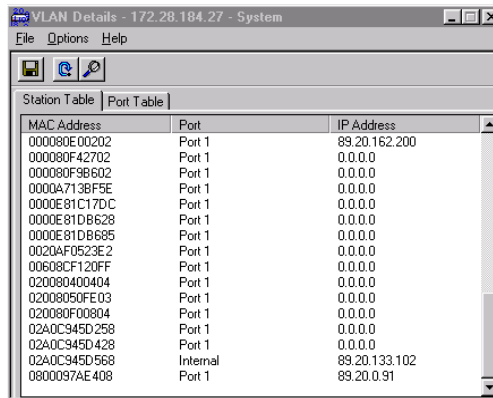 VLAN Details - 172.28.184.27 - System
File Options Help
Station Table Port Table
MAC Address Port IP Address
000080E00202 Port 1 89.20.162.200
000080F42702 Port 1 0.0.0.0
000080F9B602 Port 1 0.0.0.0
0000A713BF5E Port 1 0.0.0.0
0000E81C17DC Port 1 0.0.0.0
0000E81DB628 Port 1 0.0.0.0
0000E81DB685 Port 1 0.0.0.0
0020AF0523E2 Port 1 0.0.0.0
00608CF120FF Port 1 0.0.0.0
020080400404 Port 1 0.0.0.0
02008050FE03 Port 1 0.0.0.0
020080F00804 Port 1 0.0.0.0
02A0C945D258 Port 1 0.0.0.0
02A0C945D428 Port 1 0.0.0.0
02A0C945D568 Internal 89.20.133.102
0800097AE408 Port 1 89.20.0.91